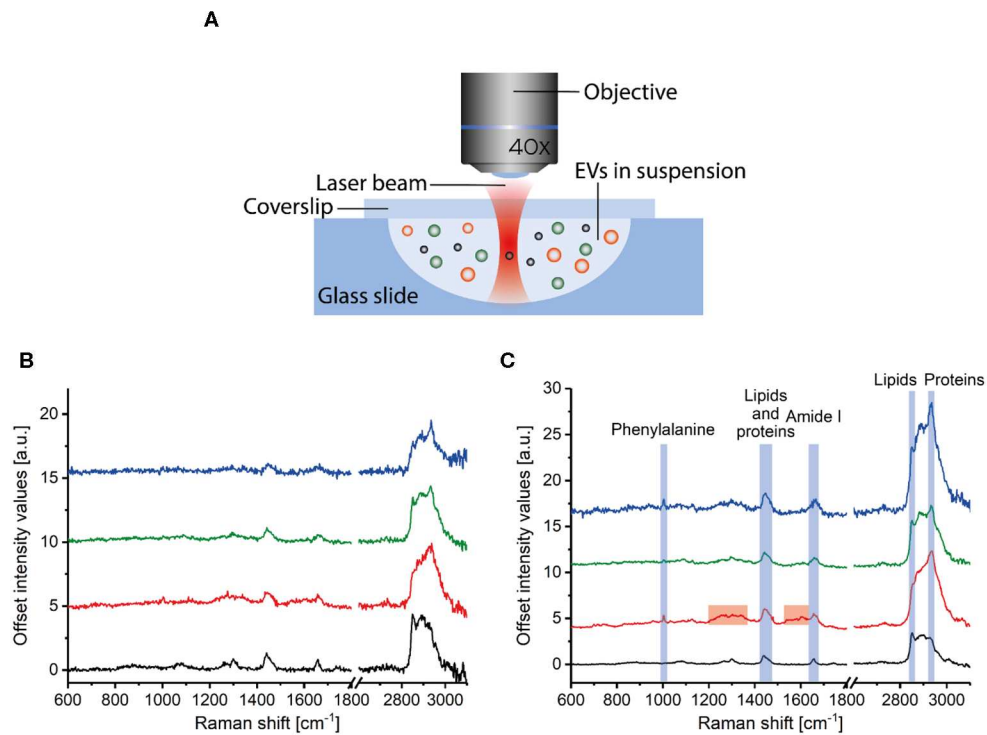 A
Objective
40x
EVs in suspension
Laser beam
Coverslip
Glass slide
B
20
15
10
5
0
600 800 1000 1200 1400 1600 1800 2800 3000
Offset intensity values [a.u.]
Raman shift [cm-1]
C
Lipids Proteins
Lipids
and
proteins
Amide I
Phenylalanine
30
25
20
15
10
5
0
600 800 1000 1200 1400 1600 1800 2800 3000
Offset intensity values [a.u.]
Raman shift [cm-1]